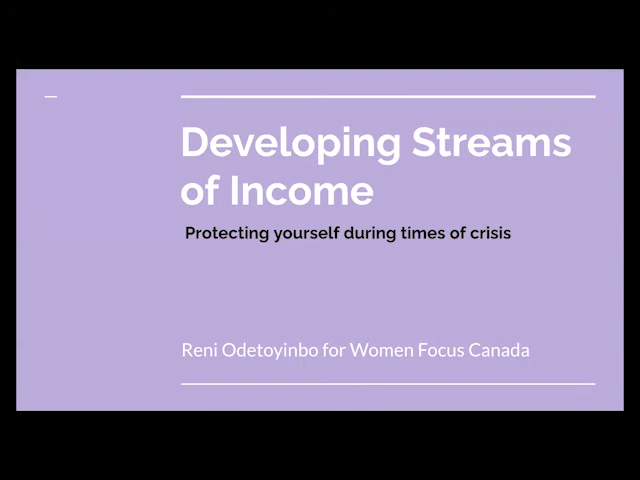 Developing Streams
of Income
Protecting yourself during times of crisis
Reni Odetoyinbo for Women Focus Canada